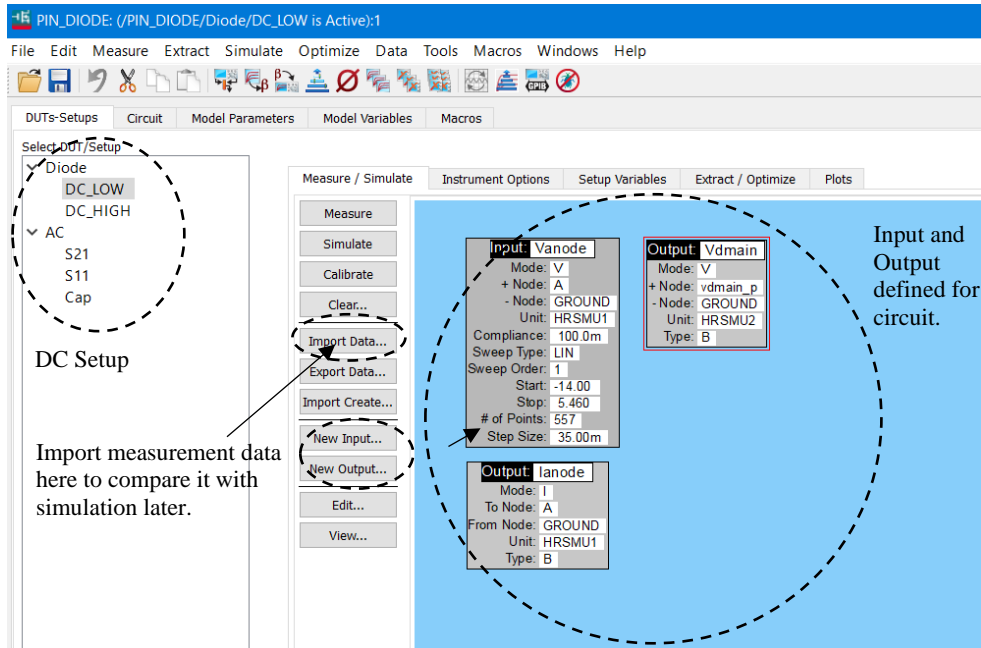 PIN_DIODE: (/PIN_DIODE/Diode/DC_LOW is Active):1
File Edit Measure Extract Simulate Optimize Data Tools Macros Windows Help
DUTs-Setups Circuit Model Parameters Model Variables Macros
Select DUT/Setup
Diode
DC_LOW
DC_HIGH
AC
S21
S11
Cap
DC Setup
Import measurement data
here to compare it with
simulation later.
Measure / Simulate Instrument Options Setup Variables Extract / Optimize Plots
Measure
Simulate
Calibrate
Clear...
Import Data...
Export Data...
Import Create...
New Input...
New Output...
Edit...
View...
Input: Vanode
Mode: V
+ Node: A
- Node: GROUND
Unit: HRSMU1
Compliance: 100.0m
Sweep Type: LIN
Sweep Order: 1
Start: -14.00
Stop: 5.460
# of Points: 557
Step Size: 35.00m
Output: Vdmain
Mode: V
+ Node: vdmain_p
- Node: GROUND
Unit: HRSMU2
Type: B
Output: Ianode
Mode: I
To Node: A
From Node: GROUND
Unit: HRSMU1
Type: B
Input and
Output
defined for
circuit.